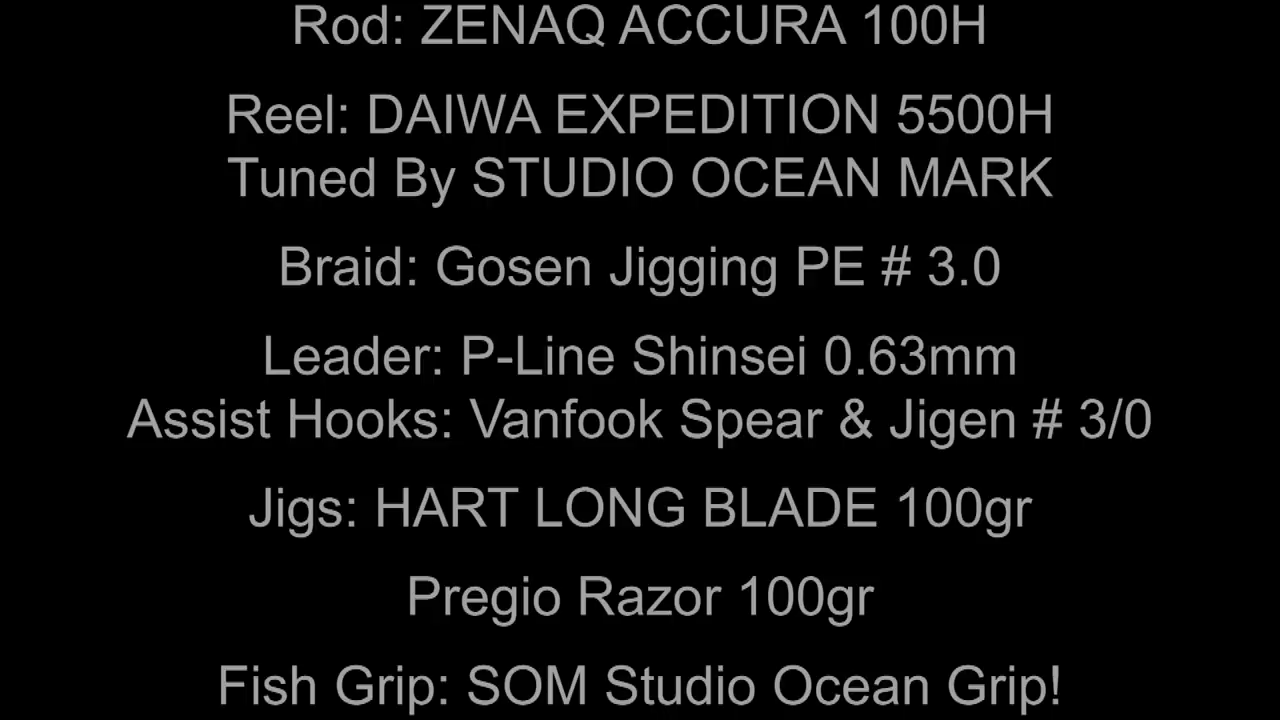 Rod: ZENAQ ACCURA 100H
Reel: DAIWA EXPEDITION 5500H
Tuned By STUDIO OCEAN MARK
Braid: Gosen Jigging PE # 3.0
Leader: P-Line Shinsei 0.63mm
Assist Hooks: Vanfook Spear & Jigen # 3/0
Jigs: HART LONG BLADE 100gr
Pregio Razor 100gr
Fish Grip: SOM Studio Ocean Grip!